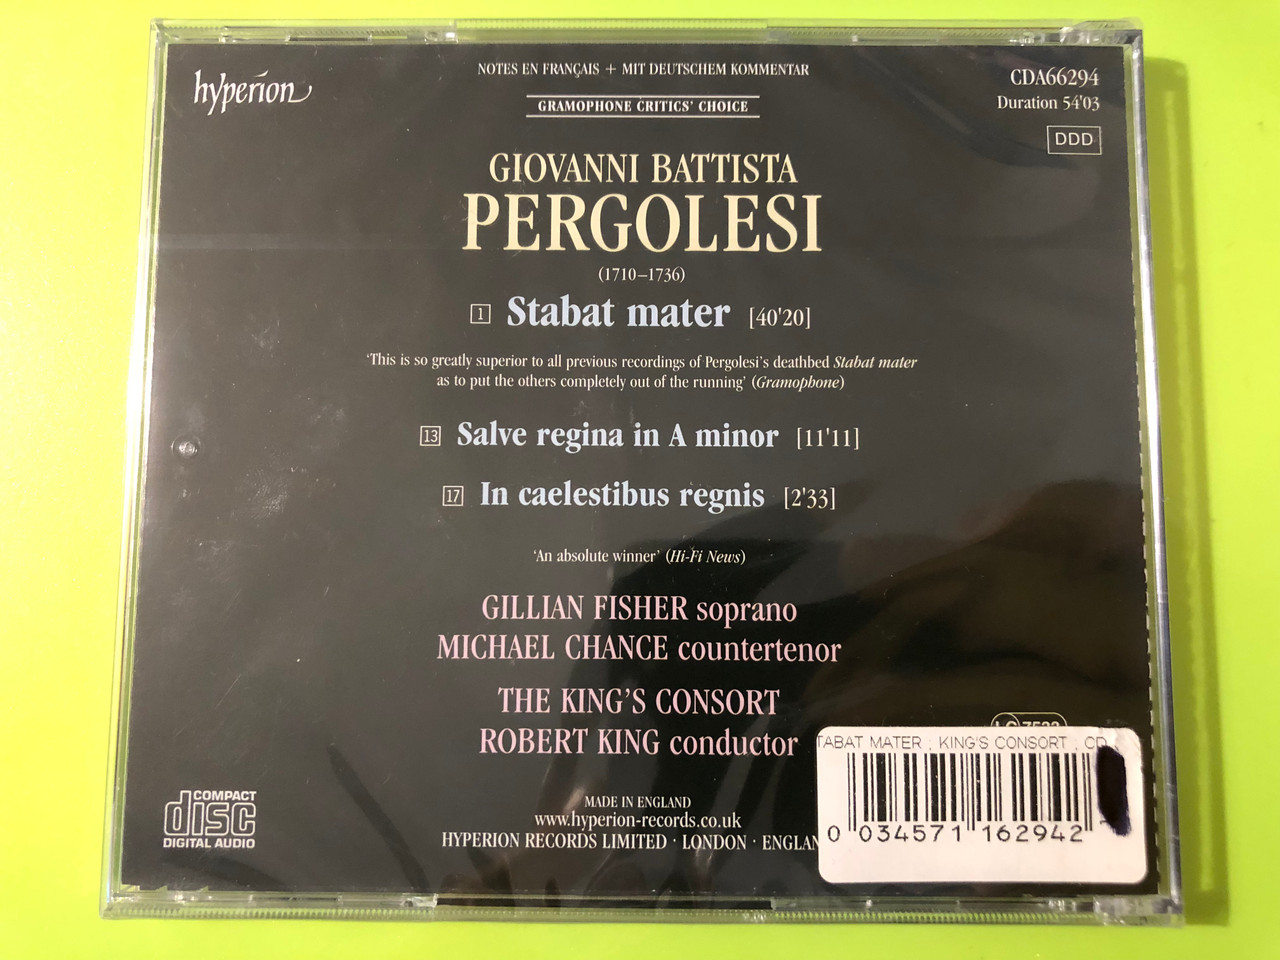 hyperion
NOTES EN FRANÇAIS + MIT DEUTSCHEM KOMMENTAR
GRAMOPHONE CRITICS' CHOICE
CDA66294
Duration 54'03
DDD
GIOVANNI BATTISTA
PERGOLESI
(1710–1736)
1 Stabat mater [40'20]
'This is so greatly superior to all previous recordings of Pergolesi's deathbed Stabat mater
as to put the others completely out of the running' (Gramophone)
13 Salve regina in A minor [11'11]
17 In caelestibus regnis [2'33]
'An absolute winner' (Hi-Fi News)
GILLIAN FISHER soprano
MICHAEL CHANCE countertenor
THE KING'S CONSORT
ROBERT KING conductor
COMPACT
disc
DIGITAL AUDIO
MADE IN ENGLAND
www.hyperion-records.co.uk
HYPERION RECORDS LIMITED · LONDON · ENGLAN
TABAT MATER : KING'S CONSORT : CD
0 034571 162942